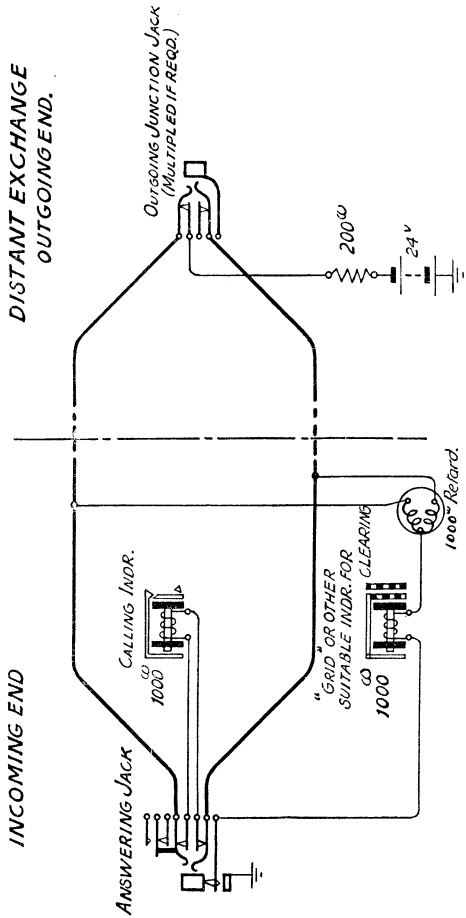 INCOMING END
DISTANT EXCHANGE
OUTGOING END.
ANSWERING JACK
CALLING INDR.
1000 ω
OUTGOING JUNCTION JACK
(MULTIPLED IF REQD.)
"GRID" OR OTHER
SUITABLE INDR. FOR CLEARING
ω
1000
1000ω Retard.
200ω
24v